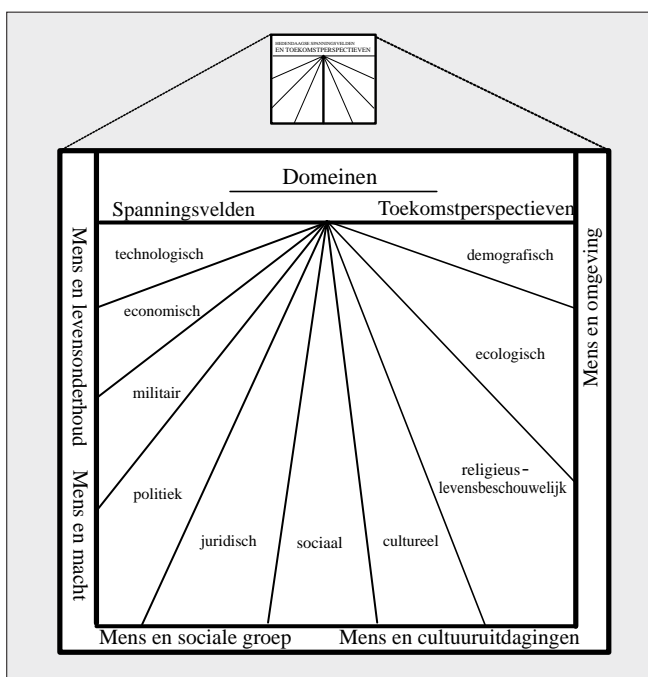 HEDENDAAGSE SPANNINGSVELDEN
EN TOEKOMSTPERSPECTIEVEN
Domeinen
Spanningsvelden
Toekomstperspectieven
Mens en levensonderhoud
Mens en macht
technologisch
economisch
militair
politiek
juridisch
sociaal
cultureel
religieus-
-levensbeschouwelijk
ecologisch
demografisch
Mens en omgeving
Mens en sociale groep
Mens en cultuuruitdagingen